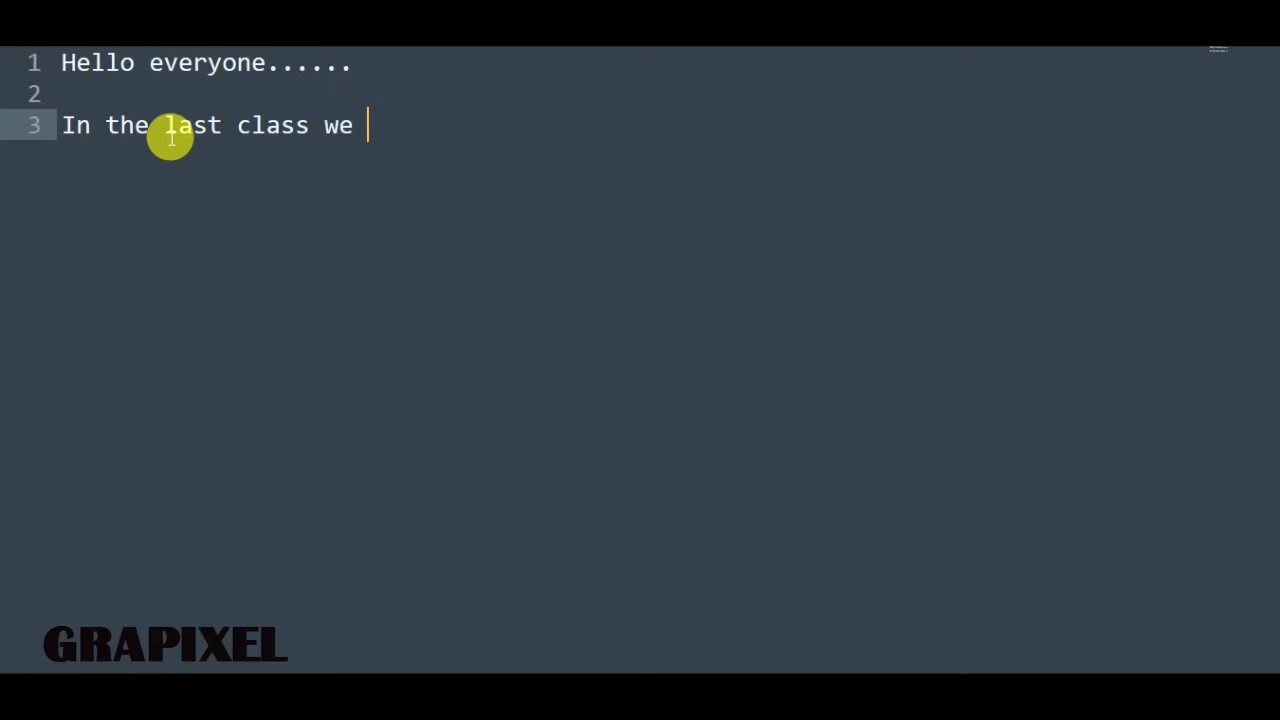 1 Hello everyone......
2
3 In the last class we
GRAPIXEL